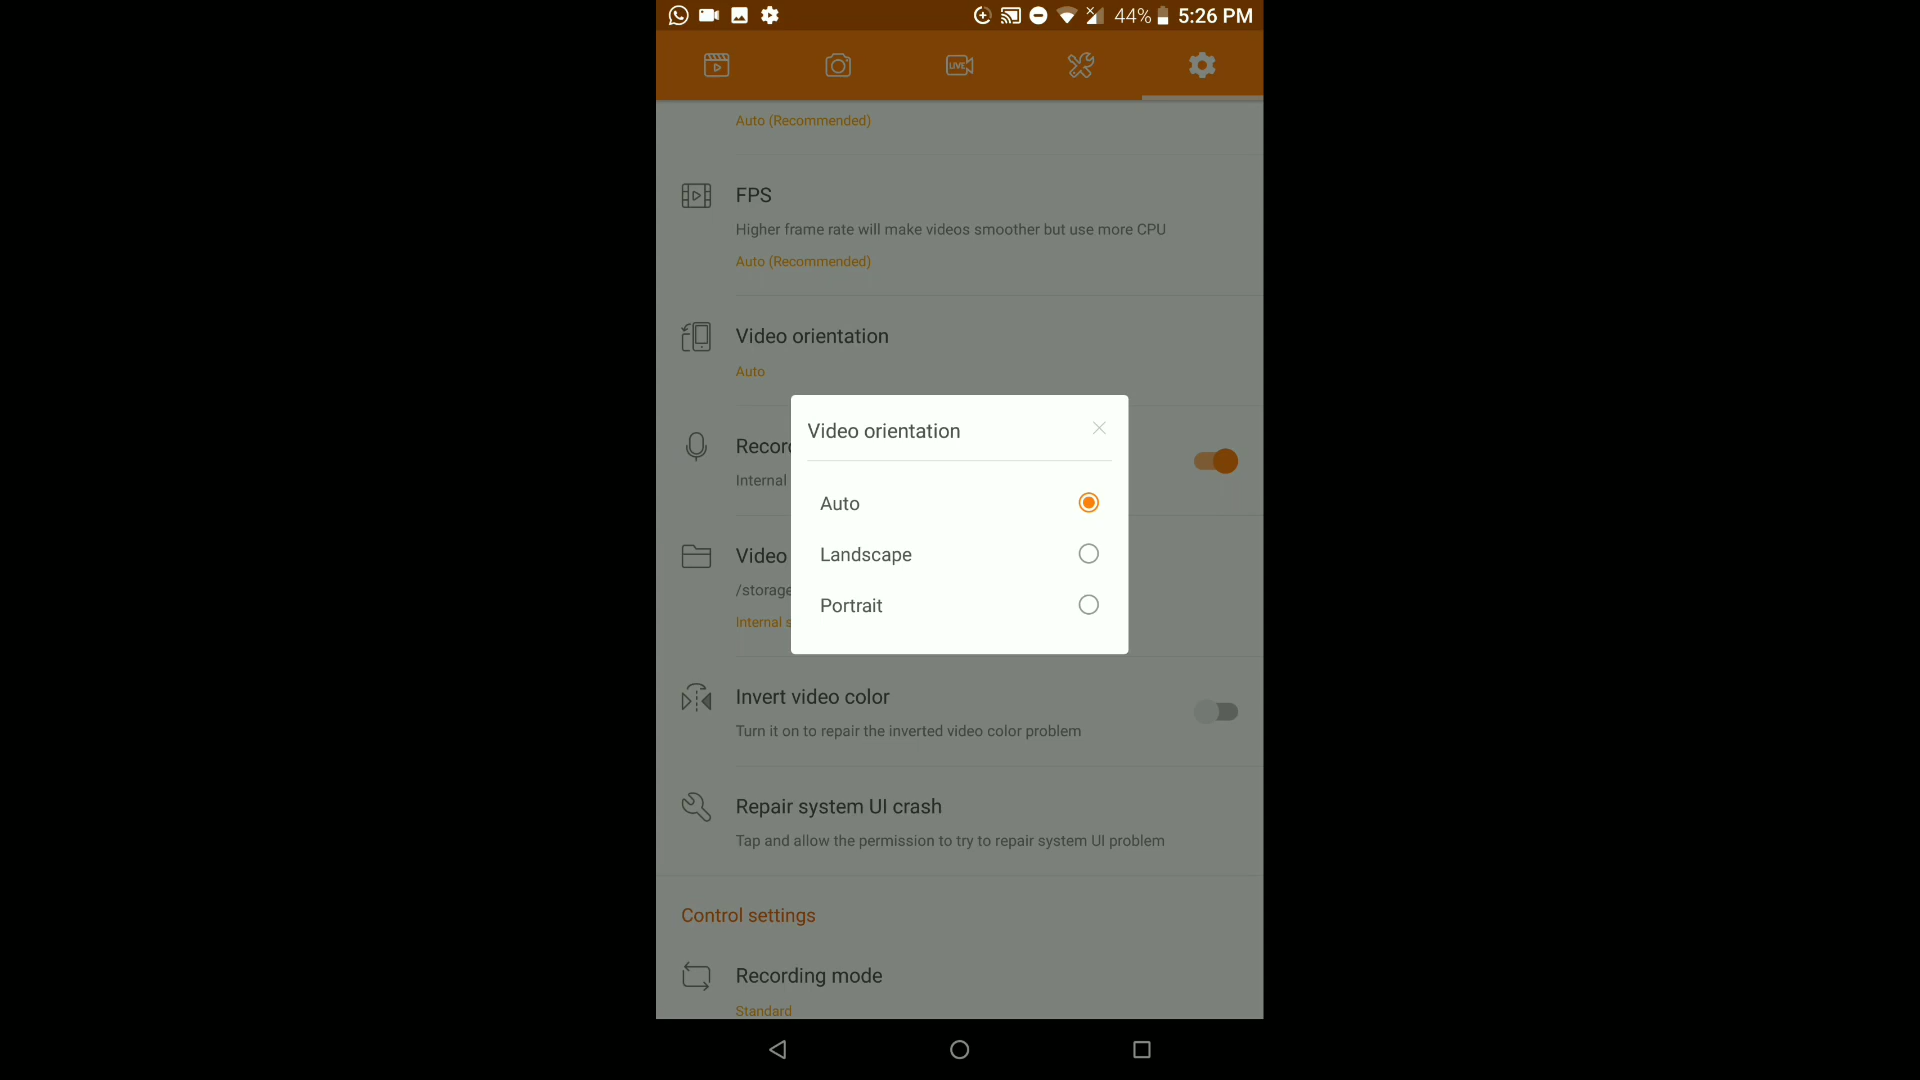 44% 5:26 PM
LIVE
Auto (Recommended)
FPS
Higher frame rate will make videos smoother but use more CPU
Auto (Recommended)
Video orientation
Auto
Video orientation
Auto
Landscape
Portrait
Internal
Video
/storage
Internal
Invert video color
Turn it on to repair the inverted video color problem
Repair system UI crash
Tap and allow the permission to try to repair system UI problem
Control settings
Recording mode
Standard